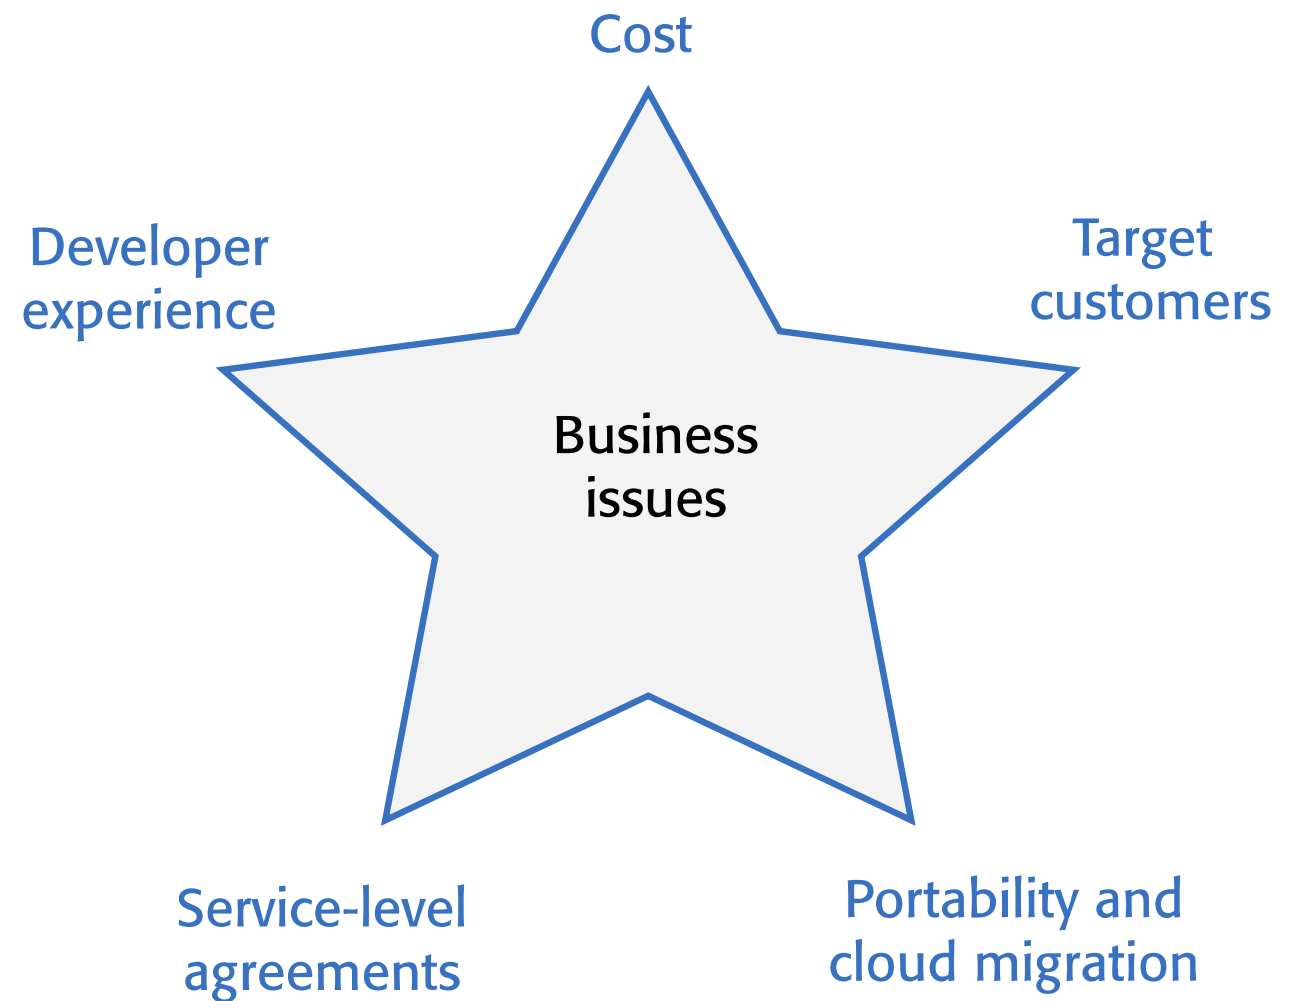 Cost
Developer
experience
Target
customers
Business
issues
Service-level
agreements
Portability and
cloud migration